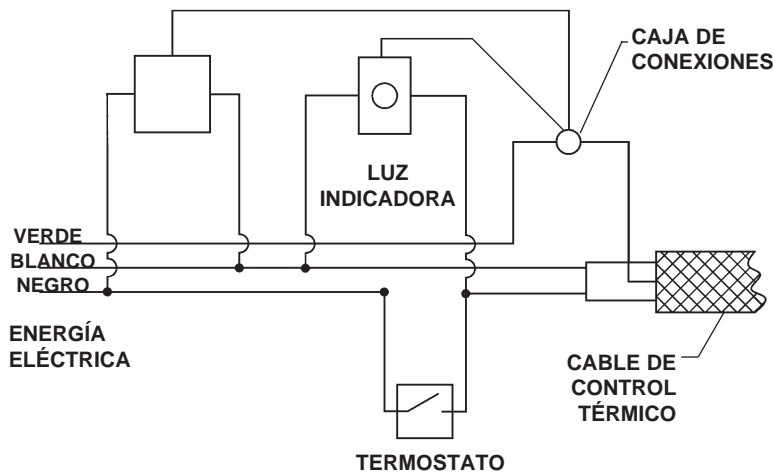 CAJA DE
CONEXIONES
LUZ
INDICADORA
VERDE
BLANCO
NEGRO
ENERGÍA
ELÉCTRICA
CABLE DE
CONTROL
TÉRMICO
TERMOSTATO